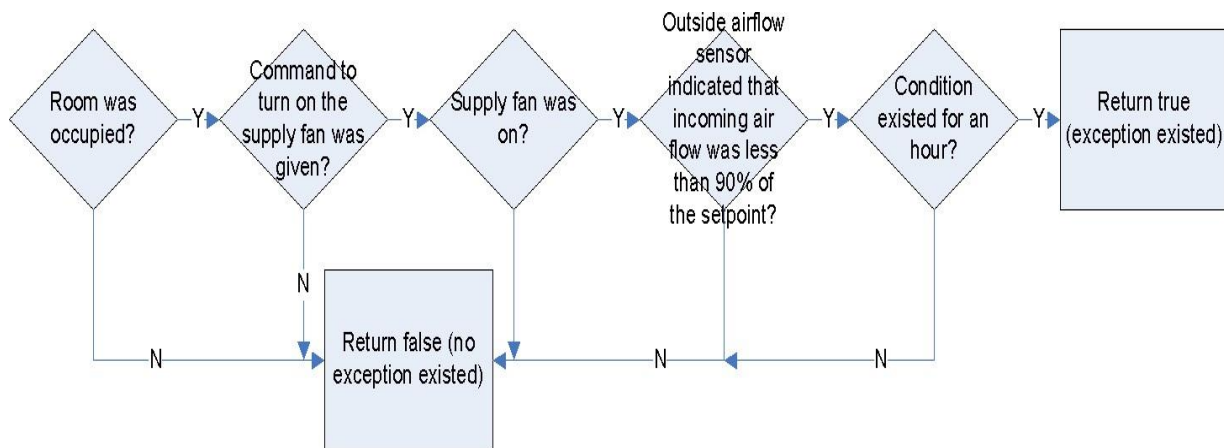 Room was
occupied?
Y
Command to
turn on the
supply fan was
given?
Y
Supply fan was
on?
Y
Outside airflow
sensor
indicated that
incoming air
flow was less
than 90% of
the setpoint?
Y
Condition
existed for an
hour?
Y
Return true
(exception existed)
N
N
Return false (no
exception existed)
N
N